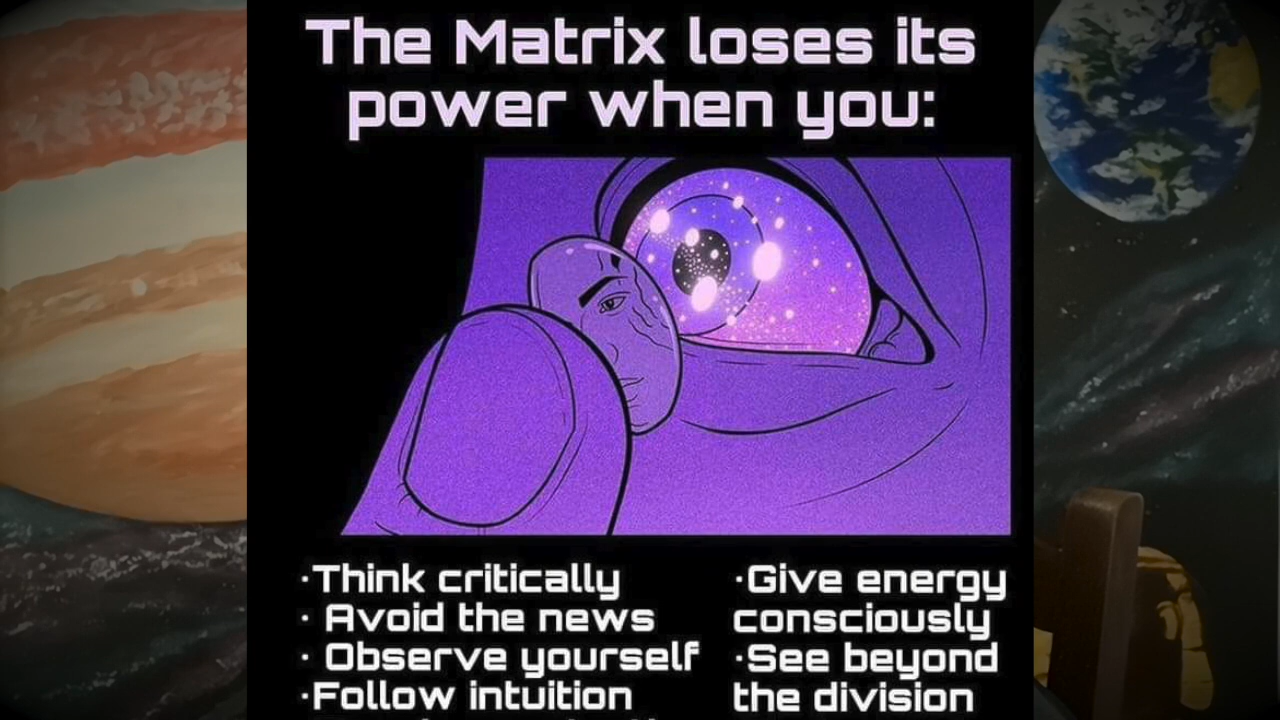 The Matrix loses its
power when you:
·Think critically
· Avoid the news
· Observe yourself
·Follow intuition
·Give energy
consciously
·See beyond
the division